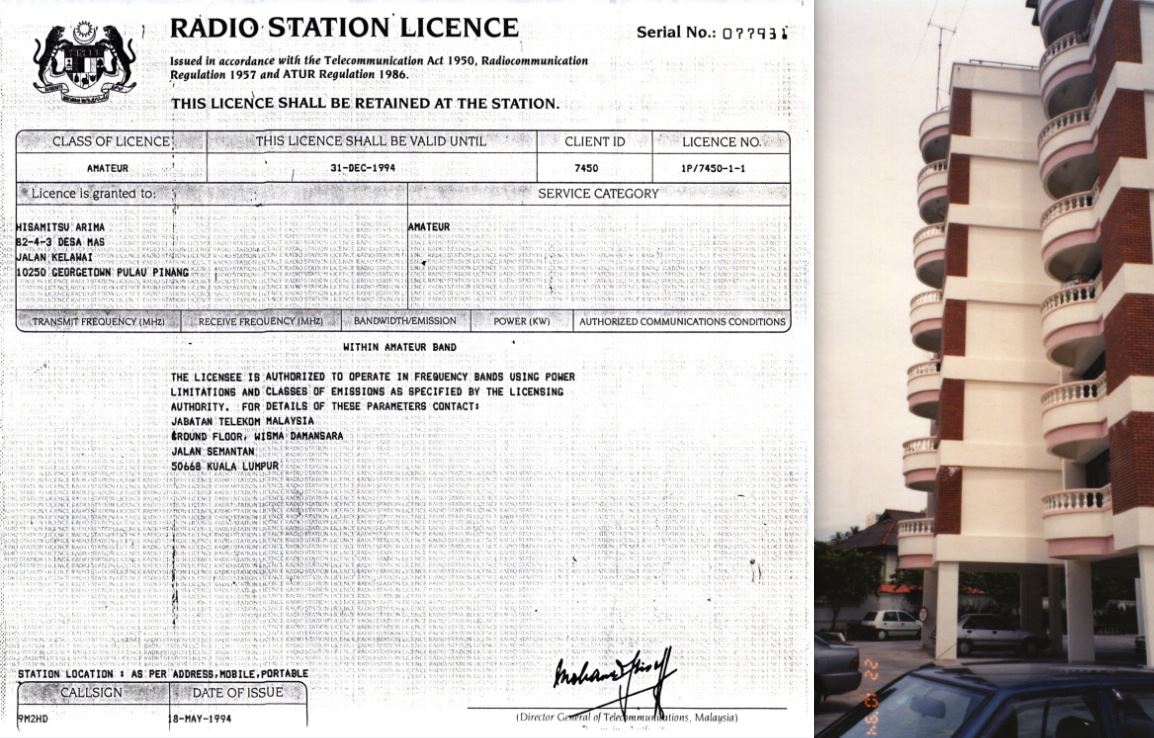 RADIO STATION LICENCE
Serial No.: 077931
Issued in accordance with the Telecommunication Act 1950, Radiocommunication
Regulation 1957 and ATUR Regulation 1986.
THIS LICENCE SHALL BE RETAINED AT THE STATION.
CLASS OF LICENCE THIS LICENCE SHALL BE VALID UNTIL CLIENT ID LICENCE NO.
AMATEUR 31-DEC-1994 7450 1P/7450-1-1
Licence is granted to: SERVICE CATEGORY
HISAMITSU ARIMA AMATEUR
82-4-3 DESA MAS
JALAN KELAWAI
10250 GEORGETOWN PULAU PINANG
TRANSMIT FREQUENCY (MHz) RECEIVE FREQUENCY (MHz) BANDWIDTH/EMISSION POWER (KW) AUTHORIZED COMMUNICATIONS CONDITIONS
WITHIN AMATEUR BAND
THE LICENSEE IS AUTHORIZED TO OPERATE IN FREQUENCY BANDS USING POWER
LIMITATIONS AND CLASSES OF EMISSIONS AS SPECIFIED BY THE LICENSING
AUTHORITY. FOR DETAILS OF THESE PARAMETERS CONTACT:
JABATAN TELEKOM MALAYSIA
GROUND FLOOR, WISMA DAMANSARA
JALAN SEMANTAN
50668 KUALA LUMPUR
STATION LOCATION : AS PER ADDRESS,MOBILE,PORTABLE
CALLSIGN DATE OF ISSUE
9M2HD 18-MAY-1994
(Director General of Telecommunications, Malaysia)
22 10 '94